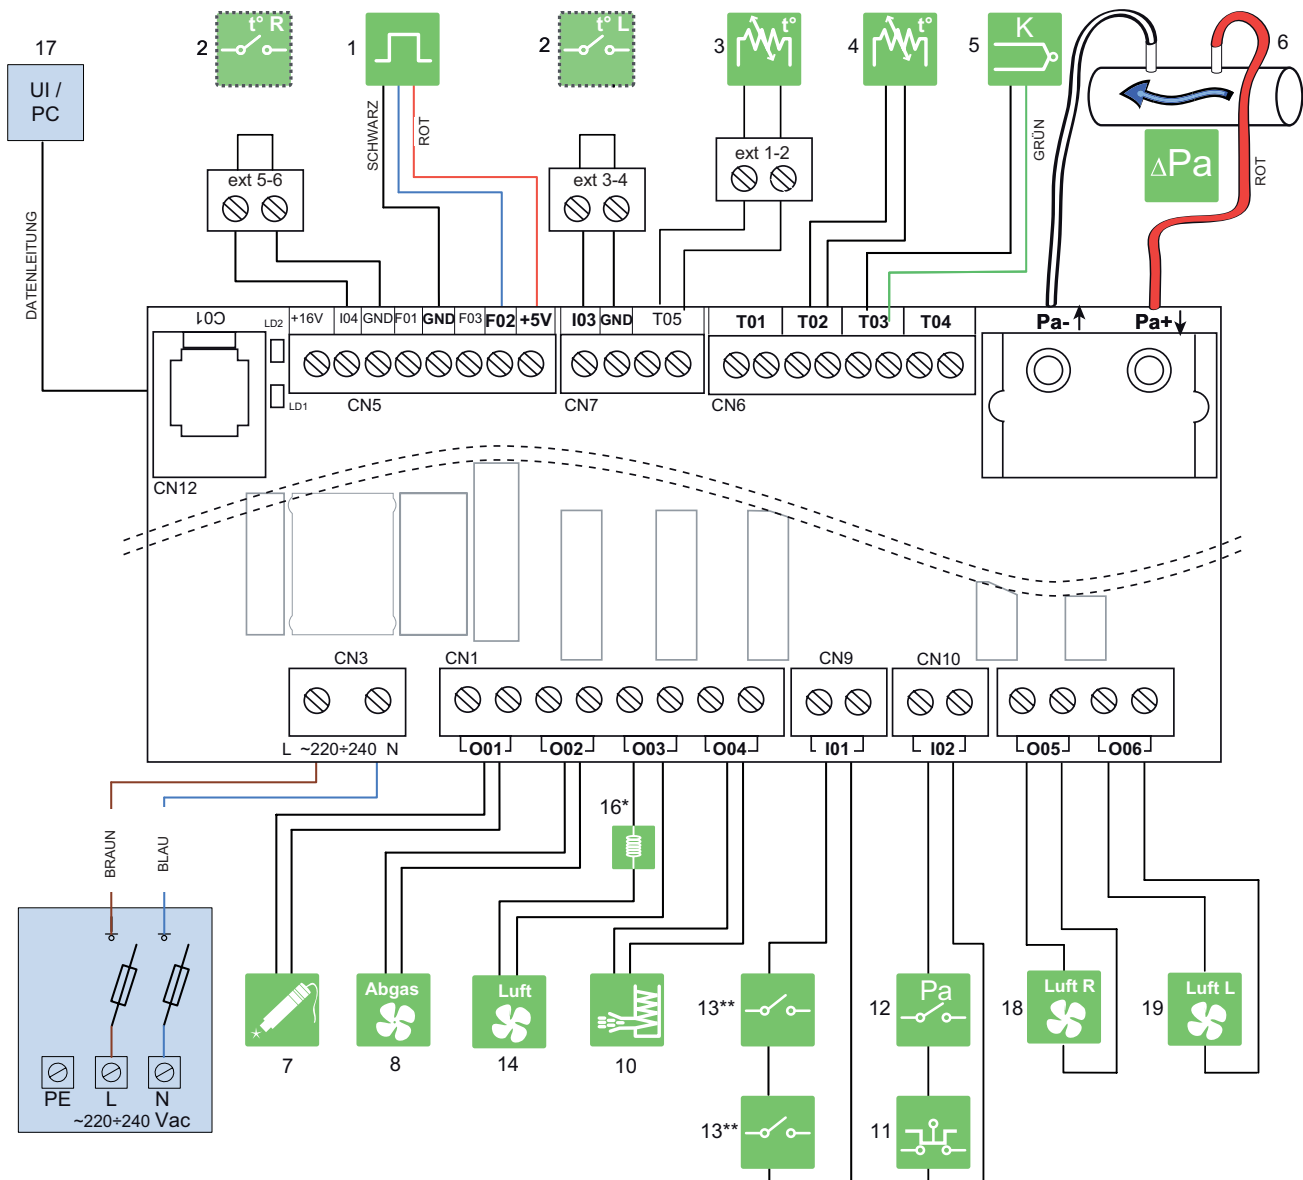 17
UI /
PC
2
t° R
1
2
t° L
3
t°
4
t°
5
K
6
ΔPa
SCHWARZ
ROT
GRÜN
ROT
DATENLEITUNG
ext 5-6
ext 3-4
ext 1-2
C01
LD2
LD1
+16V I04 GND F01 GND F03 F02 +5V
I03 GND T05
T01 T02 T03 T04
Pa- Pa+
CN5
CN7
CN6
CN12
CN3
CN1
CN9
CN10
L ~220÷240 N
O01 O02 O03 O04
I01
I02
O05 O06
BRAUN
BLAU
16*
Abgas
Luft
13**
12
Pa
18
Luft R
19
Luft L
7
8
14
10
13**
11
PE L N
~220÷240 Vac